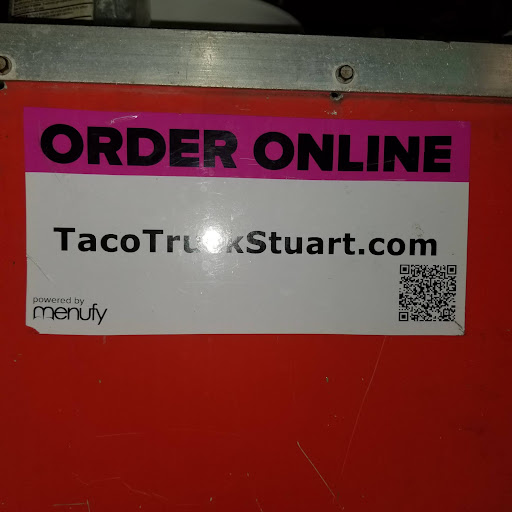 ORDER ONLINE
TacoTruckStuart.com
powered by
menufy